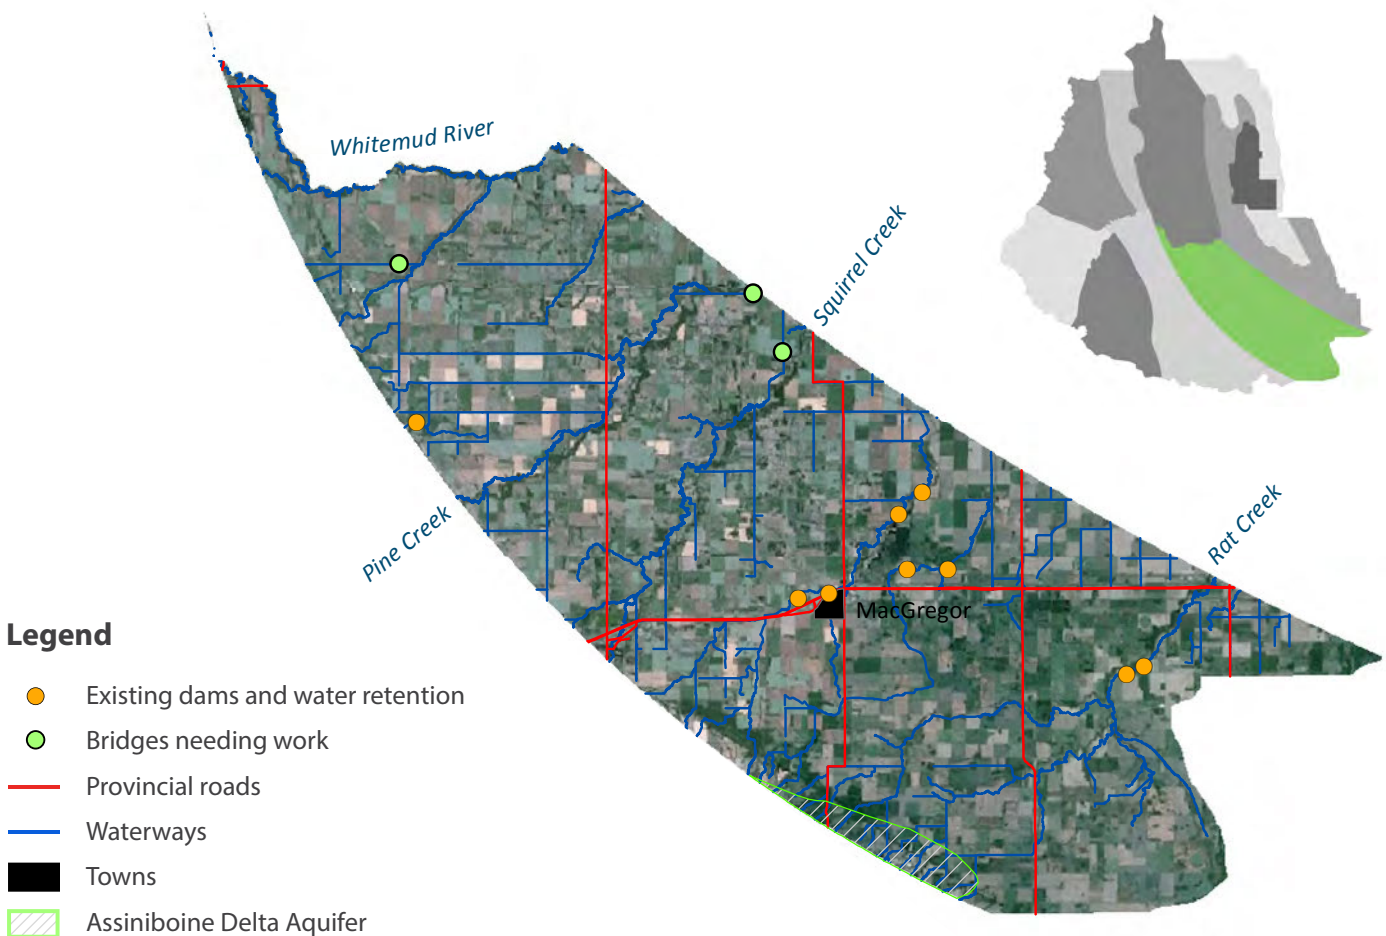 Whitemud River
Squirrel Creek
Pine Creek
Rat Creek
MacGregor
Legend
Existing dams and water retention
Bridges needing work
Provincial roads
Waterways
Towns
Assiniboine Delta Aquifer